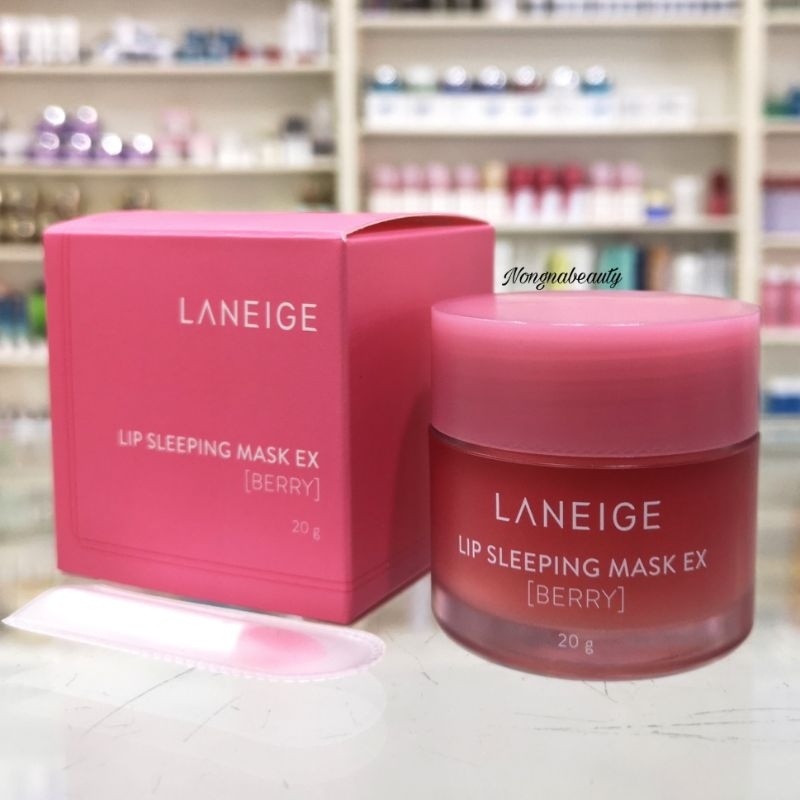 LANEIGE
LIP SLEEPING MASK EX
[BERRY]
20 g
Nongnabeauty
LANEIGE
LIP SLEEPING MASK EX
[BERRY]
20 g